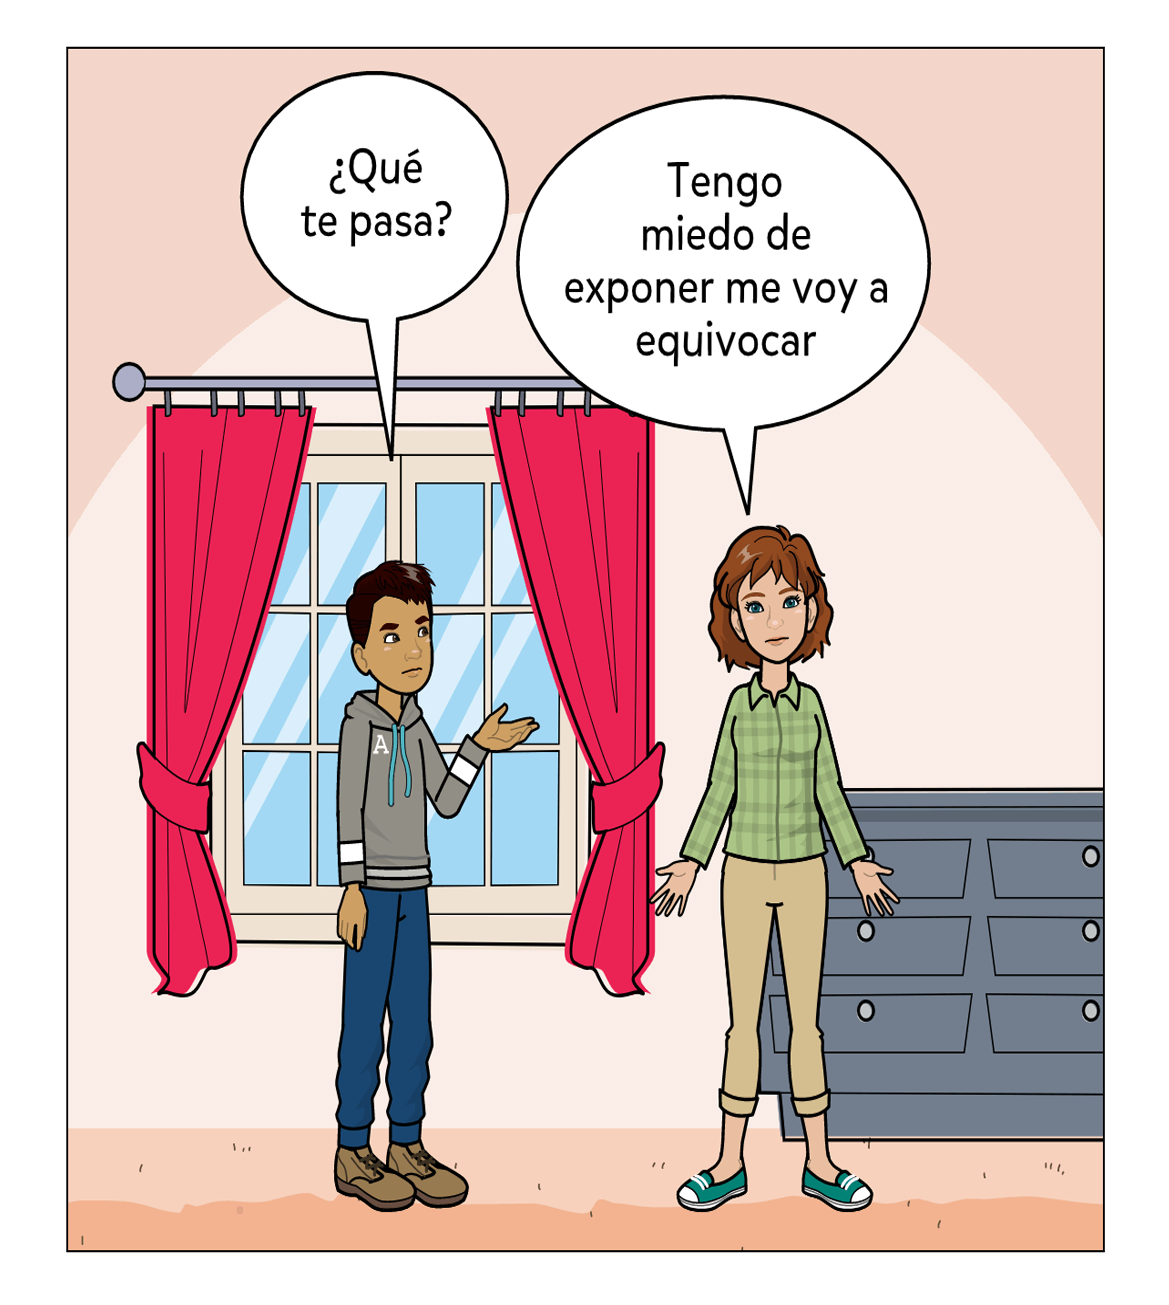 ¿Qué
te pasa?
Tengo
miedo de
exponer me voy a
equivocar
A